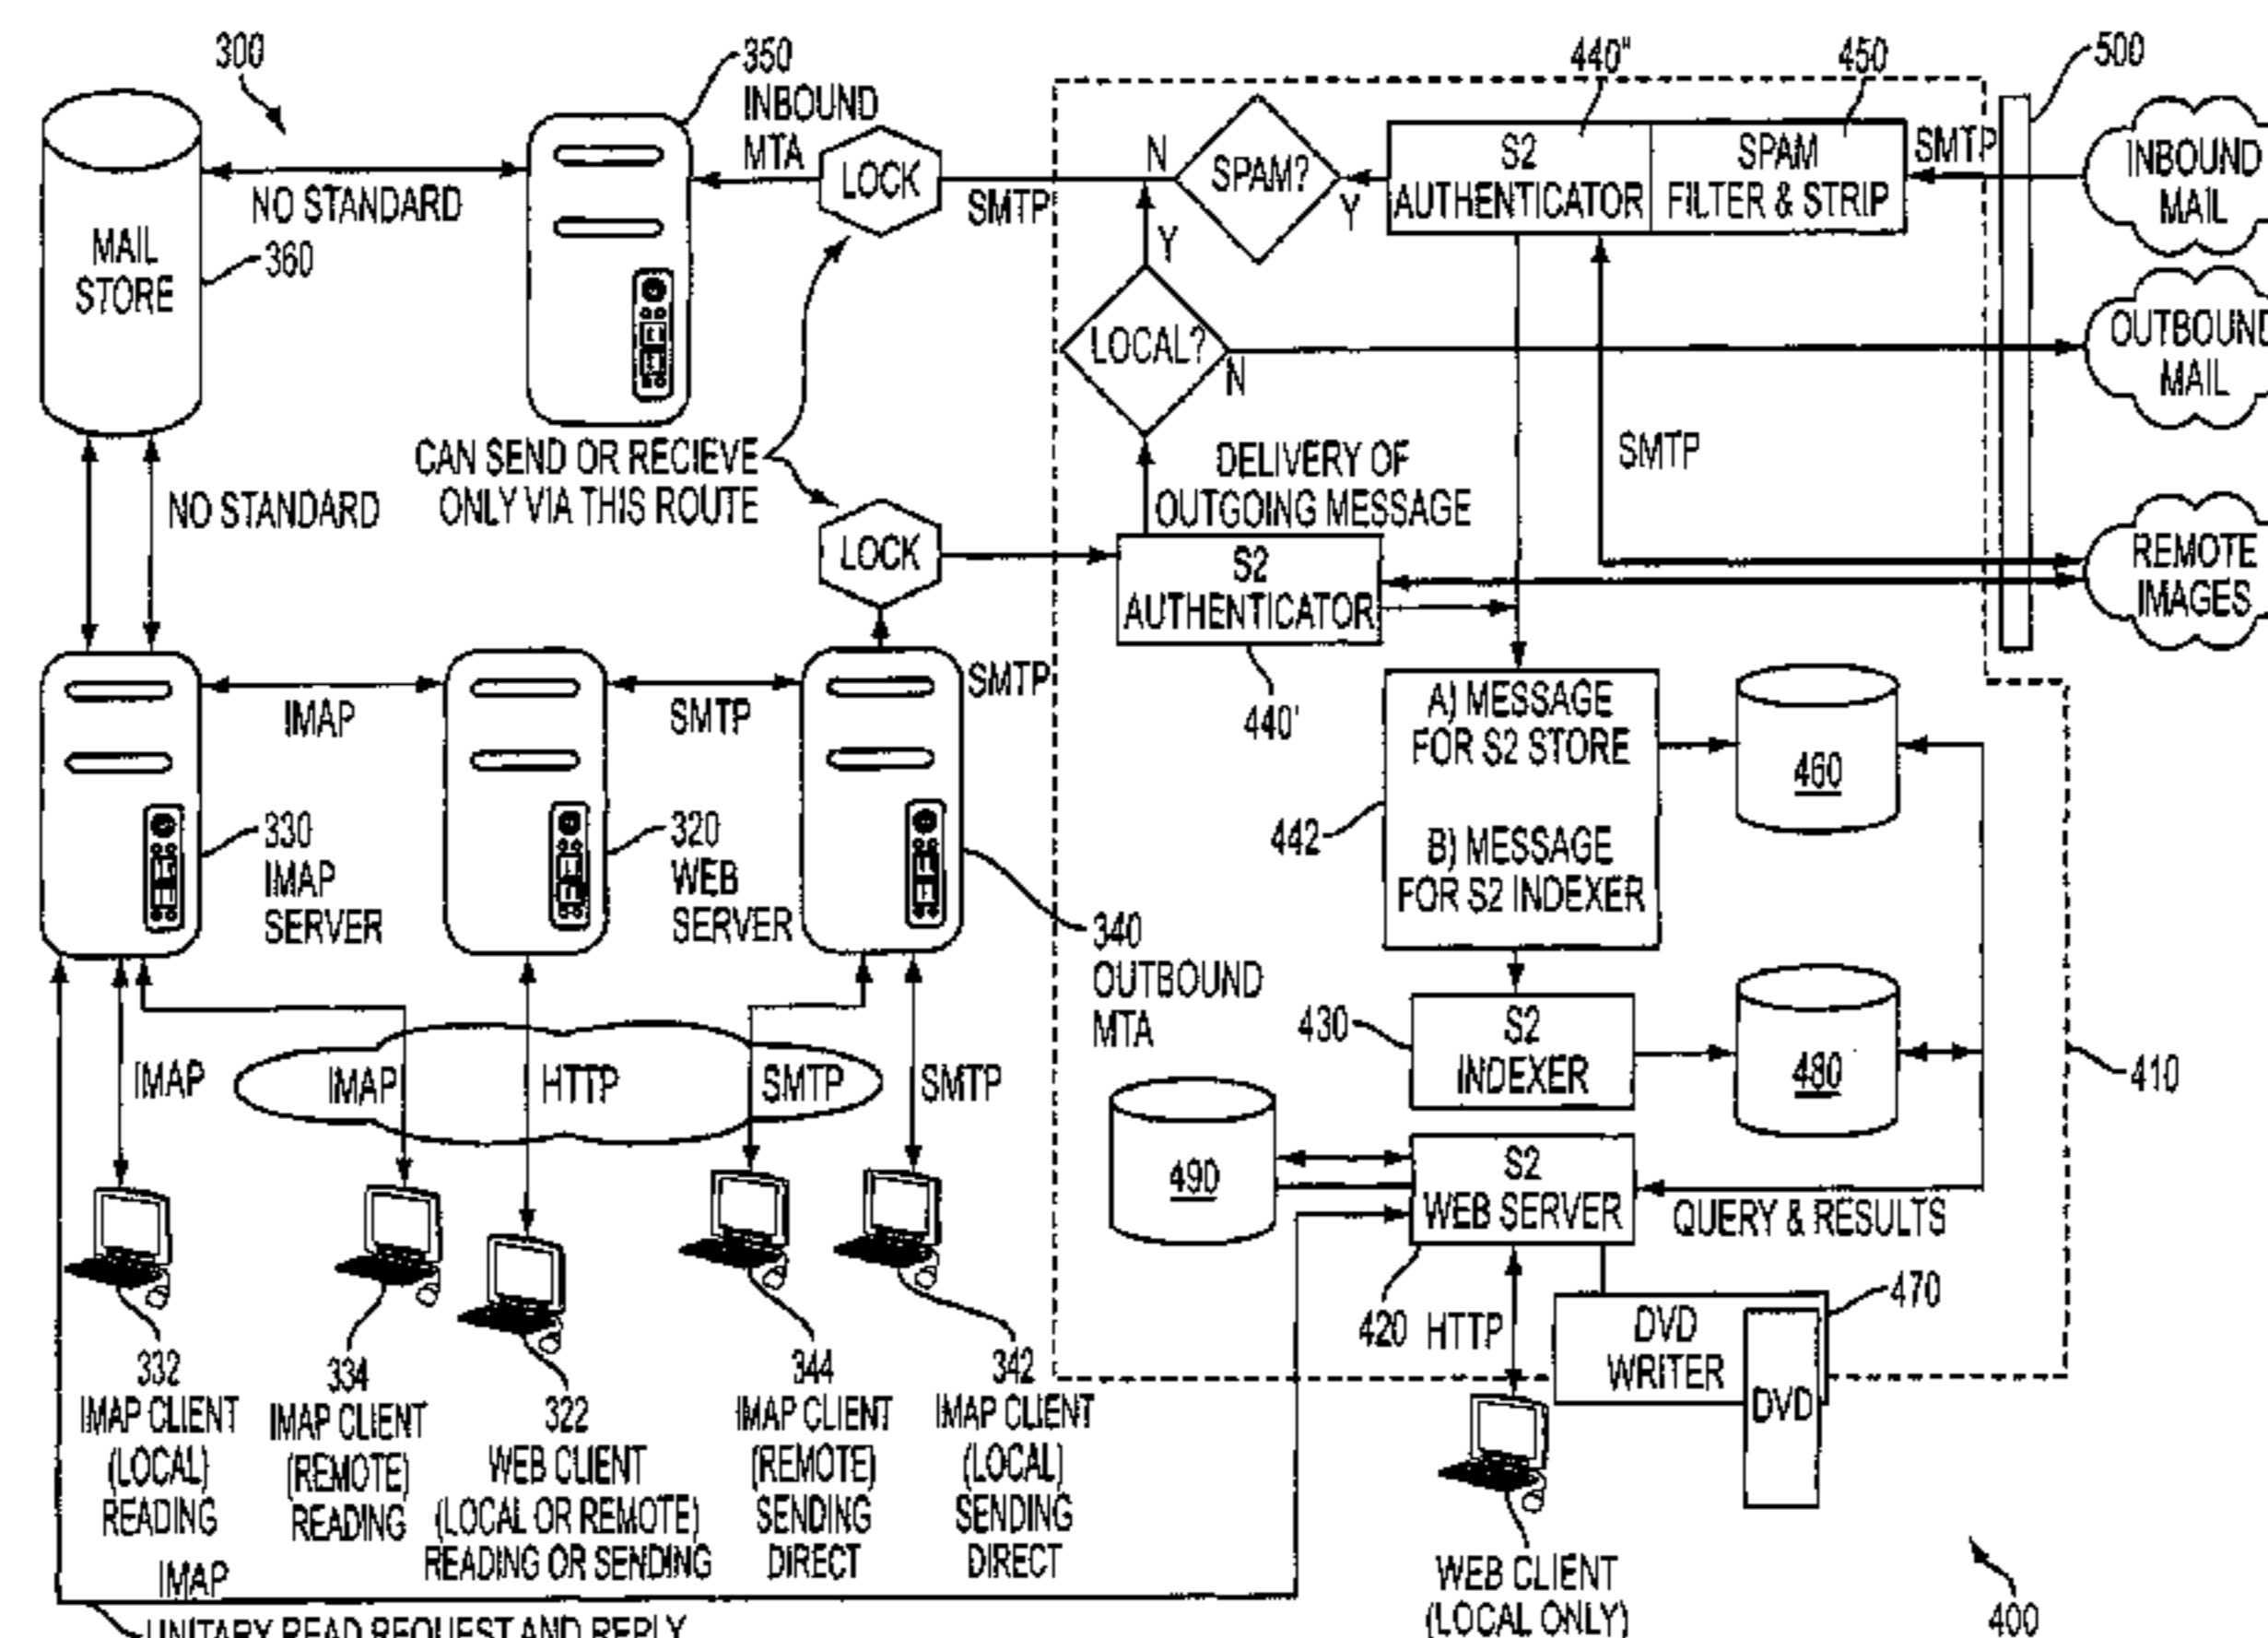 300
350
INBOUND
MTA
440"
450
500
MAIL
STORE
360
NO STANDARD
LOCK
SMTP
N
SPAM?
Y
S2
AUTHENTICATOR
SPAM
FILTER & STRIP
SMTP
INBOUND
MAIL
Y
LOCAL?
N
OUTBOUND
MAIL
CAN SEND OR RECIEVE
ONLY VIA THIS ROUTE
DELIVERY OF
OUTGOING MESSAGE
SMTP
NO STANDARD
LOCK
S2
AUTHENTICATOR
440'
REMOTE
IMAGES
IMAP
SMTP
SMTP
330
IMAP
SERVER
320
WEB
SERVER
340
OUTBOUND
MTA
442
A) MESSAGE
FOR S2 STORE
B) MESSAGE
FOR S2 INDEXER
460
430
S2
INDEXER
480
410
IMAP
IMAP
HTTP
SMTP
SMTP
490
S2
WEB SERVER
QUERY & RESULTS
420
HTTP
470
DVD
WRITER
DVD
332
IMAP CLIENT
(LOCAL)
READING
334
IMAP CLIENT
(REMOTE)
READING
322
WEB CLIENT
(LOCAL OR REMOTE)
READING OR SENDING
344
IMAP CLIENT
(REMOTE)
SENDING
DIRECT
342
IMAP CLIENT
(LOCAL)
SENDING
DIRECT
WEB CLIENT
(LOCAL ONLY)
400
IMAP
UNITARY READ REQUEST AND REPLY